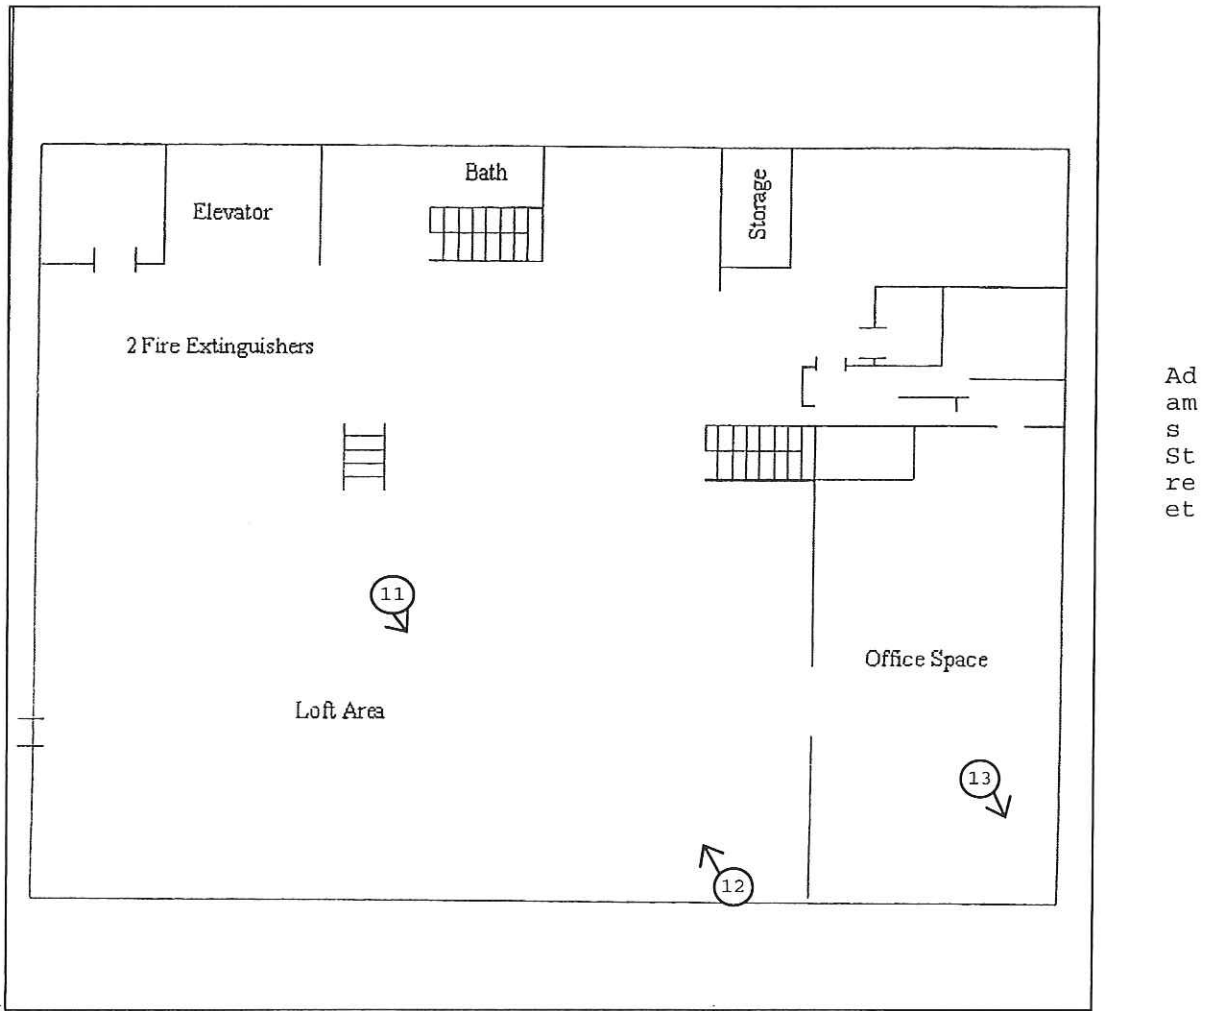 Bath
Elevator
Storage
2 Fire Extinguishers
Ad
am
s
St
re
et
11
Office Space
Loft Area
13
12